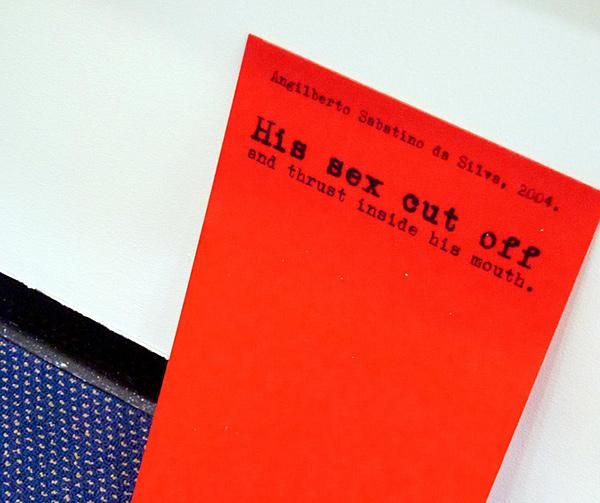 Angilberto Sabatino da Silva, 2004.
His sex cut off
and thrust inside his mouth.